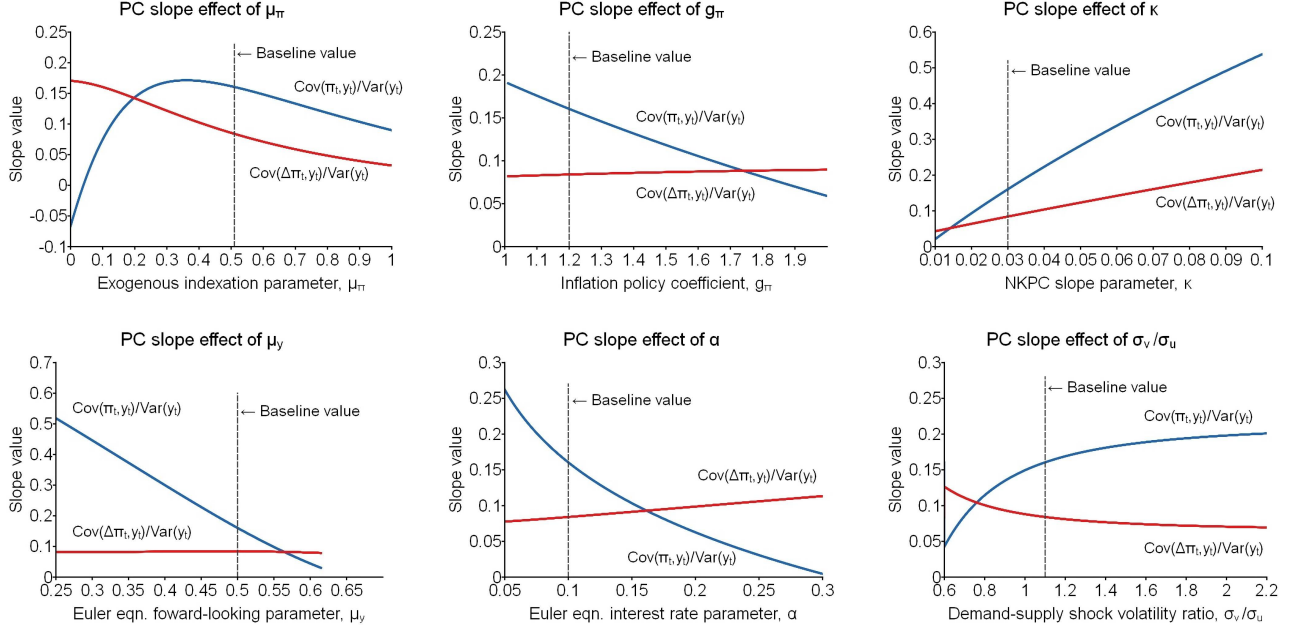 PC slope effect of μπ
0.25
0.2
0.15
0.1
0.05
0
-0.05
-0.1
Slope value
← Baseline value
Cov(πt,yt)/Var(yt)
Cov(Δπt,yt)/Var(yt)
0 0.1 0.2 0.3 0.4 0.5 0.6 0.7 0.8 0.9 1
Exogenous indexation parameter, μπ
PC slope effect of gπ
0.25
0.2
0.15
0.1
0.05
0
Slope value
← Baseline value
Cov(πt,yt)/Var(yt)
Cov(Δπt,yt)/Var(yt)
1 1.1 1.2 1.3 1.4 1.5 1.6 1.7 1.8 1.9
Inflation policy coefficient, gπ
PC slope effect of κ
0.6
0.5
0.4
0.3
0.2
0.1
0
Slope value
← Baseline value
Cov(πt,yt)/Var(yt)
Cov(Δπt,yt)/Var(yt)
0.01 0.02 0.03 0.04 0.05 0.06 0.07 0.08 0.09 0.1
NKPC slope parameter, κ
PC slope effect of μy
0.7
0.6
0.5
0.4
0.3
0.2
0.1
0
Slope value
← Baseline value
Cov(πt,yt)/Var(yt)
Cov(Δπt,yt)/Var(yt)
0.25 0.3 0.35 0.4 0.45 0.5 0.55 0.6 0.65
Euler eqn. foward-looking parameter, μy
PC slope effect of α
0.3
0.25
0.2
0.15
0.1
0.05
0
Slope value
← Baseline value
Cov(Δπt,yt)/Var(yt)
Cov(πt,yt)/Var(yt)
0.05 0.1 0.15 0.2 0.25 0.3
Euler eqn. interest rate parameter, α
PC slope effect of σv/σu
0.3
0.25
0.2
0.15
0.1
0.05
0
Slope value
← Baseline value
Cov(πt,yt)/Var(yt)
Cov(Δπt,yt)/Var(yt)
0.6 0.8 1 1.2 1.4 1.6 1.8 2.0 2.2
Demand-supply shock volatility ratio, σv/σu